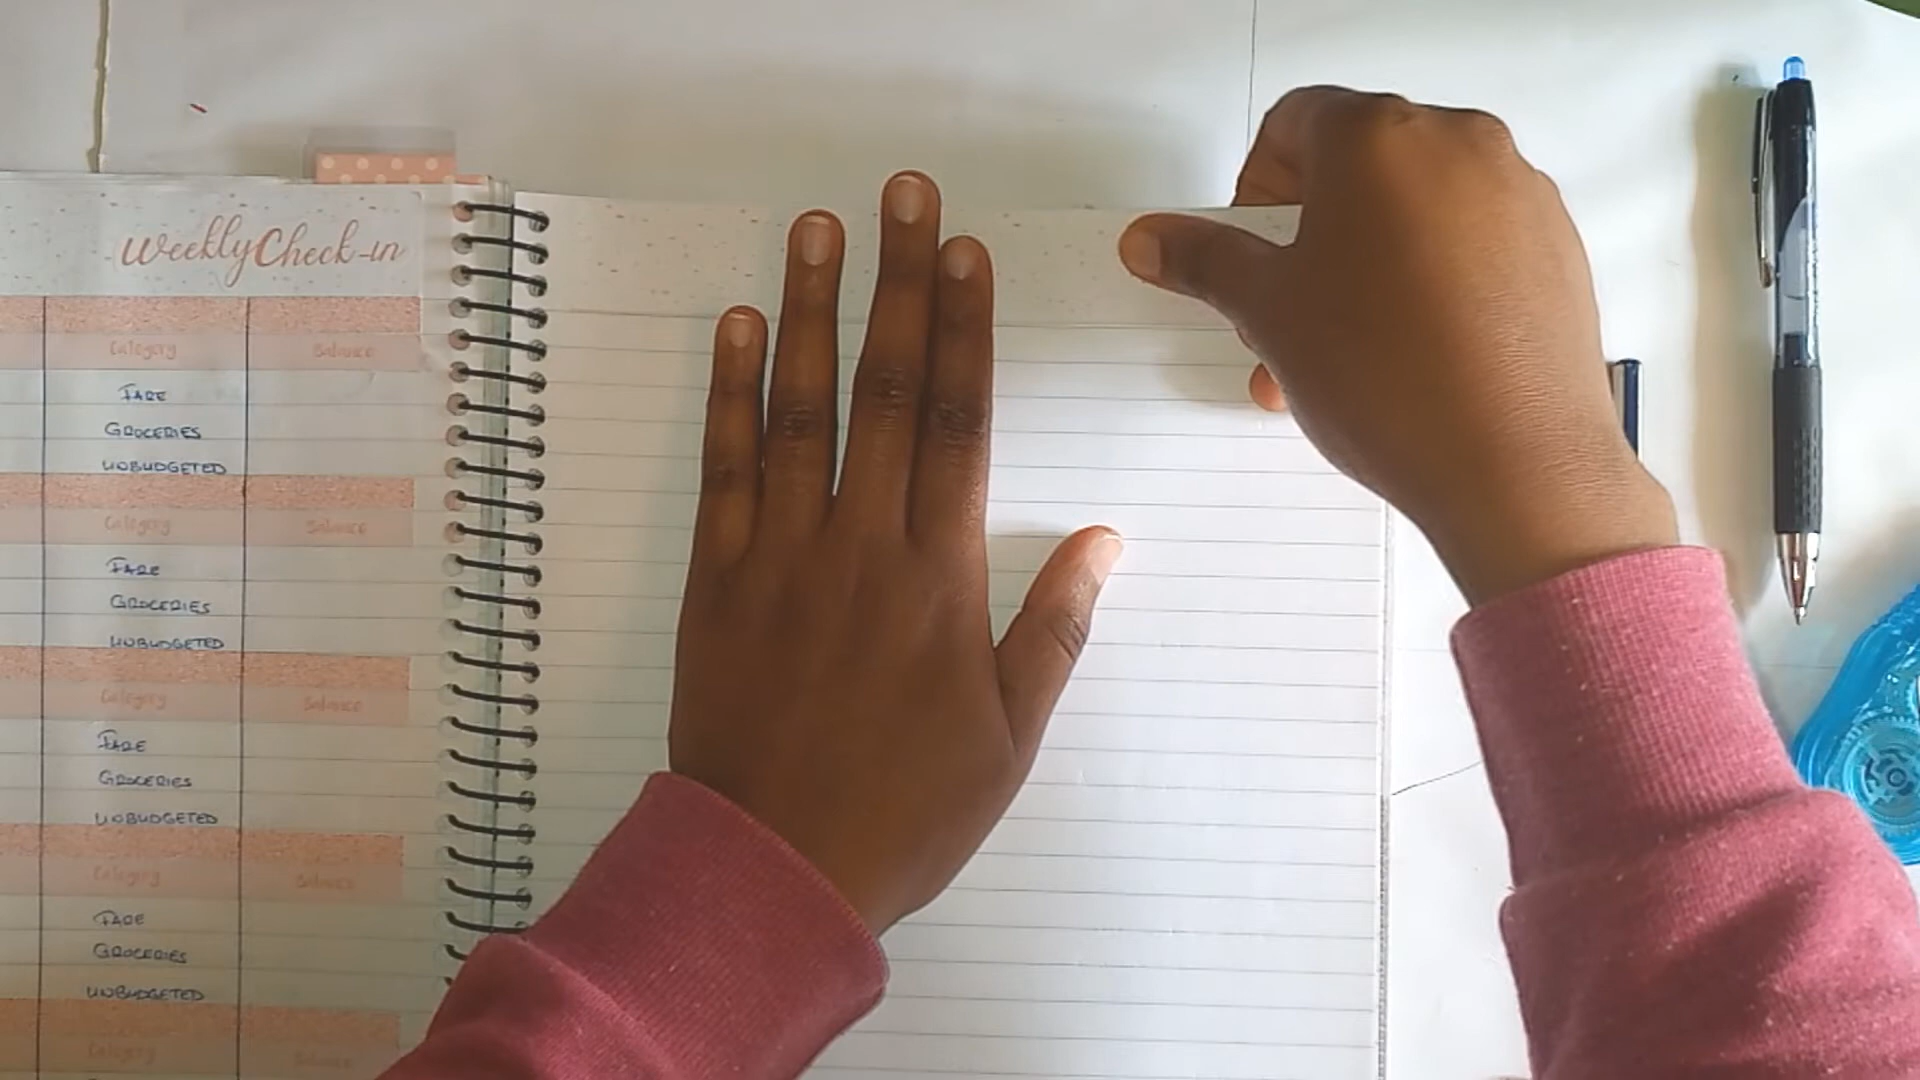 Weekly Check-in
Category Balance
FARE
GROCERIES
UNBUDGETED
Category Balance
FARE
GROCERIES
UNBUDGETED
Category Balance
FARE
GROCERIES
UNBUDGETED
Category Balance
FARE
GROCERIES
UNBUDGETED
Category Balance